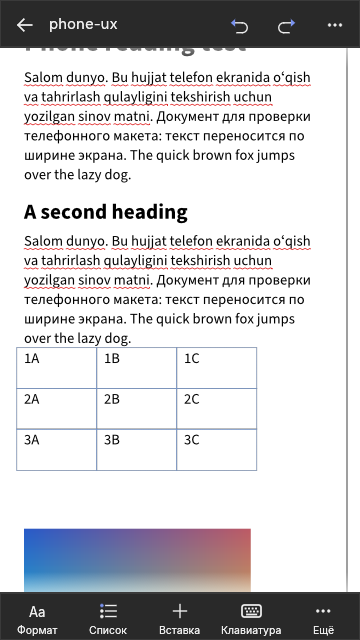 phone-ux
Phone reading test
Salom dunyo. Bu hujjat telefon ekranida oʻqish
va tahrirlash qulayligini tekshirish uchun
yozilgan sinov matni. Документ для проверки
телефонного макета: текст переносится по
ширине экрана. The quick brown fox jumps
over the lazy dog.
A second heading
Salom dunyo. Bu hujjat telefon ekranida oʻqish
va tahrirlash qulayligini tekshirish uchun
yozilgan sinov matni. Документ для проверки
телефонного макета: текст переносится по
ширине экрана. The quick brown fox jumps
over the lazy dog.
1A 1B 1C
2A 2B 2C
3A 3B 3C
Aa
Формат Список Вставка Клавиатура Ещё